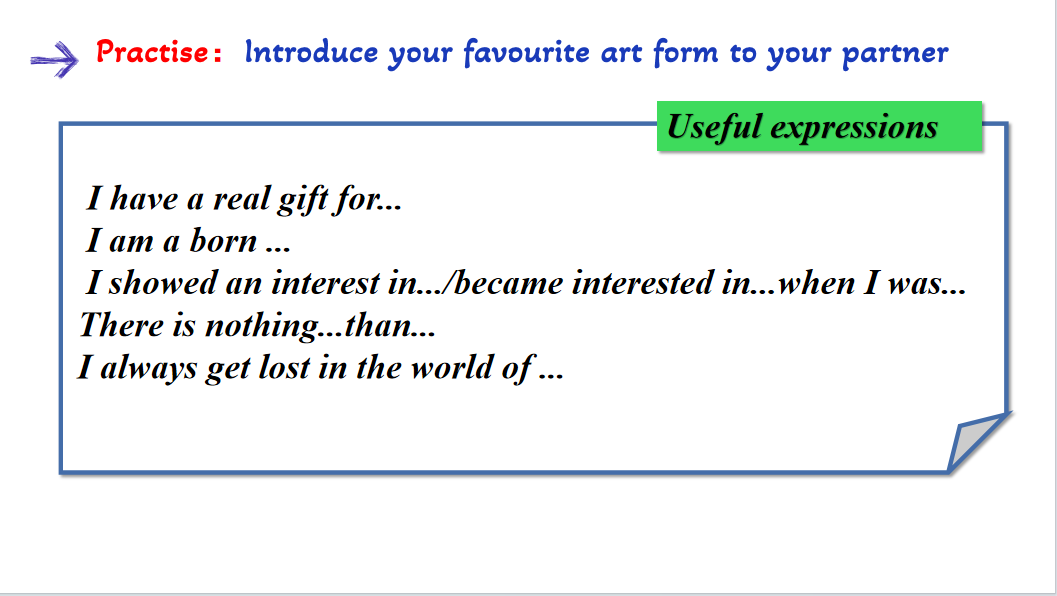 Practise: Introduce your favourite art form to your partner
Useful expressions
I have a real gift for...
I am a born ...
I showed an interest in.../became interested in...when I was...
There is nothing...than...
I always get lost in the world of ...